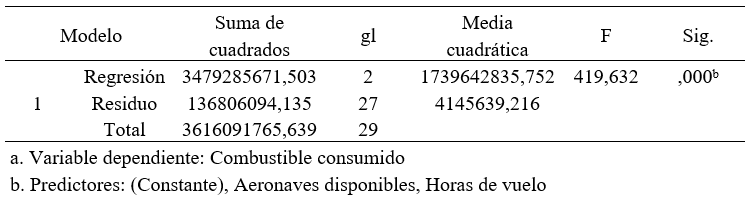 Modelo Suma de cuadrados gl Media cuadrática F Sig.
1 Regresión 3479285671,503 2 1739642835,752 419,632 ,000b
Residuo 136806094,135 27 4145639,216
Total 3616091765,639 29
a. Variable dependiente: Combustible consumido
b. Predictores: (Constante), Aeronaves disponibles, Horas de vuelo